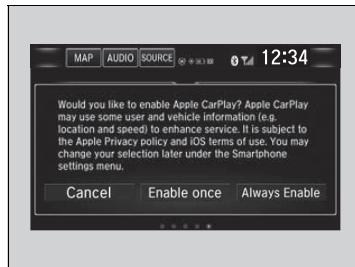 MAP AUDIO SOURCE 12:34
Would you like to enable Apple CarPlay? Apple CarPlay
may use some user and vehicle information (e.g.
location and speed) to enhance service. It is subject to
the Apple Privacy policy and iOS terms of use. You may
change your selection later under the Smartphone
settings menu.
Cancel Enable once Always Enable